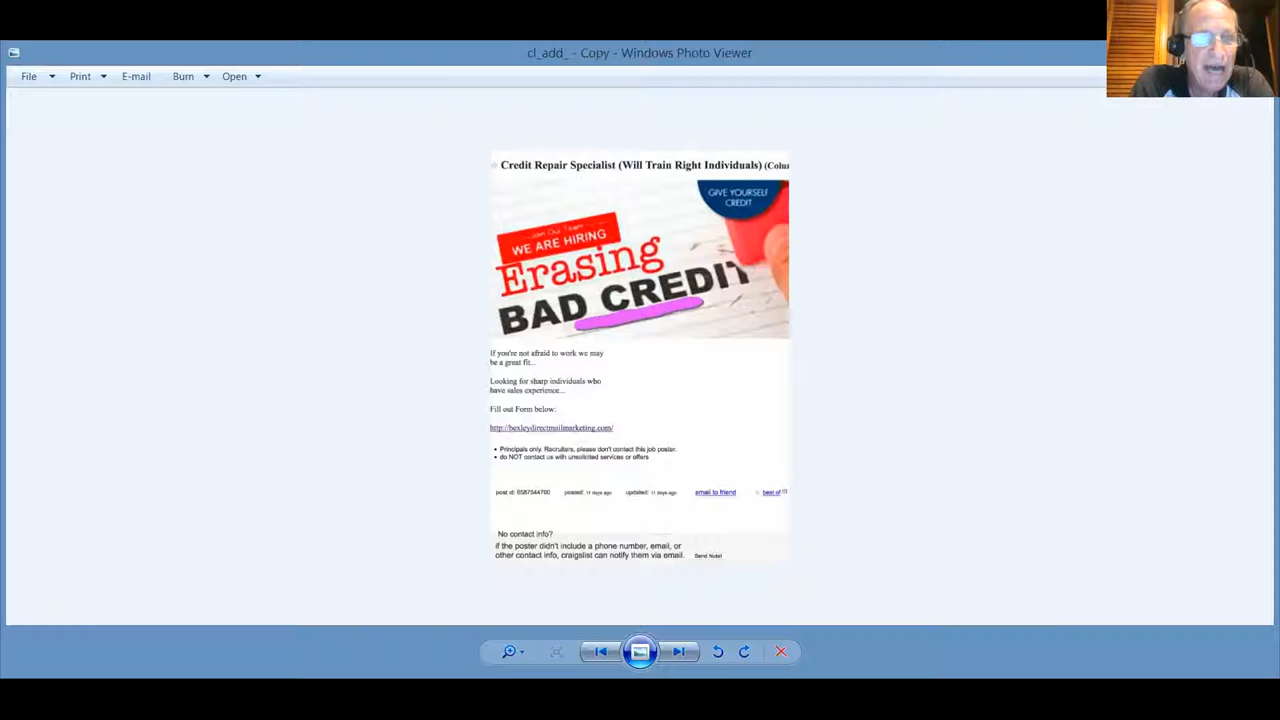 cl_add_ - Copy - Windows Photo Viewer
File Print E-mail Burn Open
Credit Repair Specialist (Will Train Right Individuals) (Colu
GIVE YOURSELF
CREDIT
Join Our Team
WE ARE HIRING
Erasing
BAD CREDIT
If you're not afraid to work we may
be a great fit...
Looking for sharp individuals who
have sales experience...
Fill out Form below:
http://bexleydirectmailmarketing.com/
• Principals only. Recruiters, please don't contact this job poster.
• do NOT contact us with unsolicited services or offers
post id: 6587544700 posted: 11 days ago updated: 11 days ago email to friend best of
No contact info?
if the poster didn't include a phone number, email, or
other contact info, craigslist can notify them via email. Send Note!